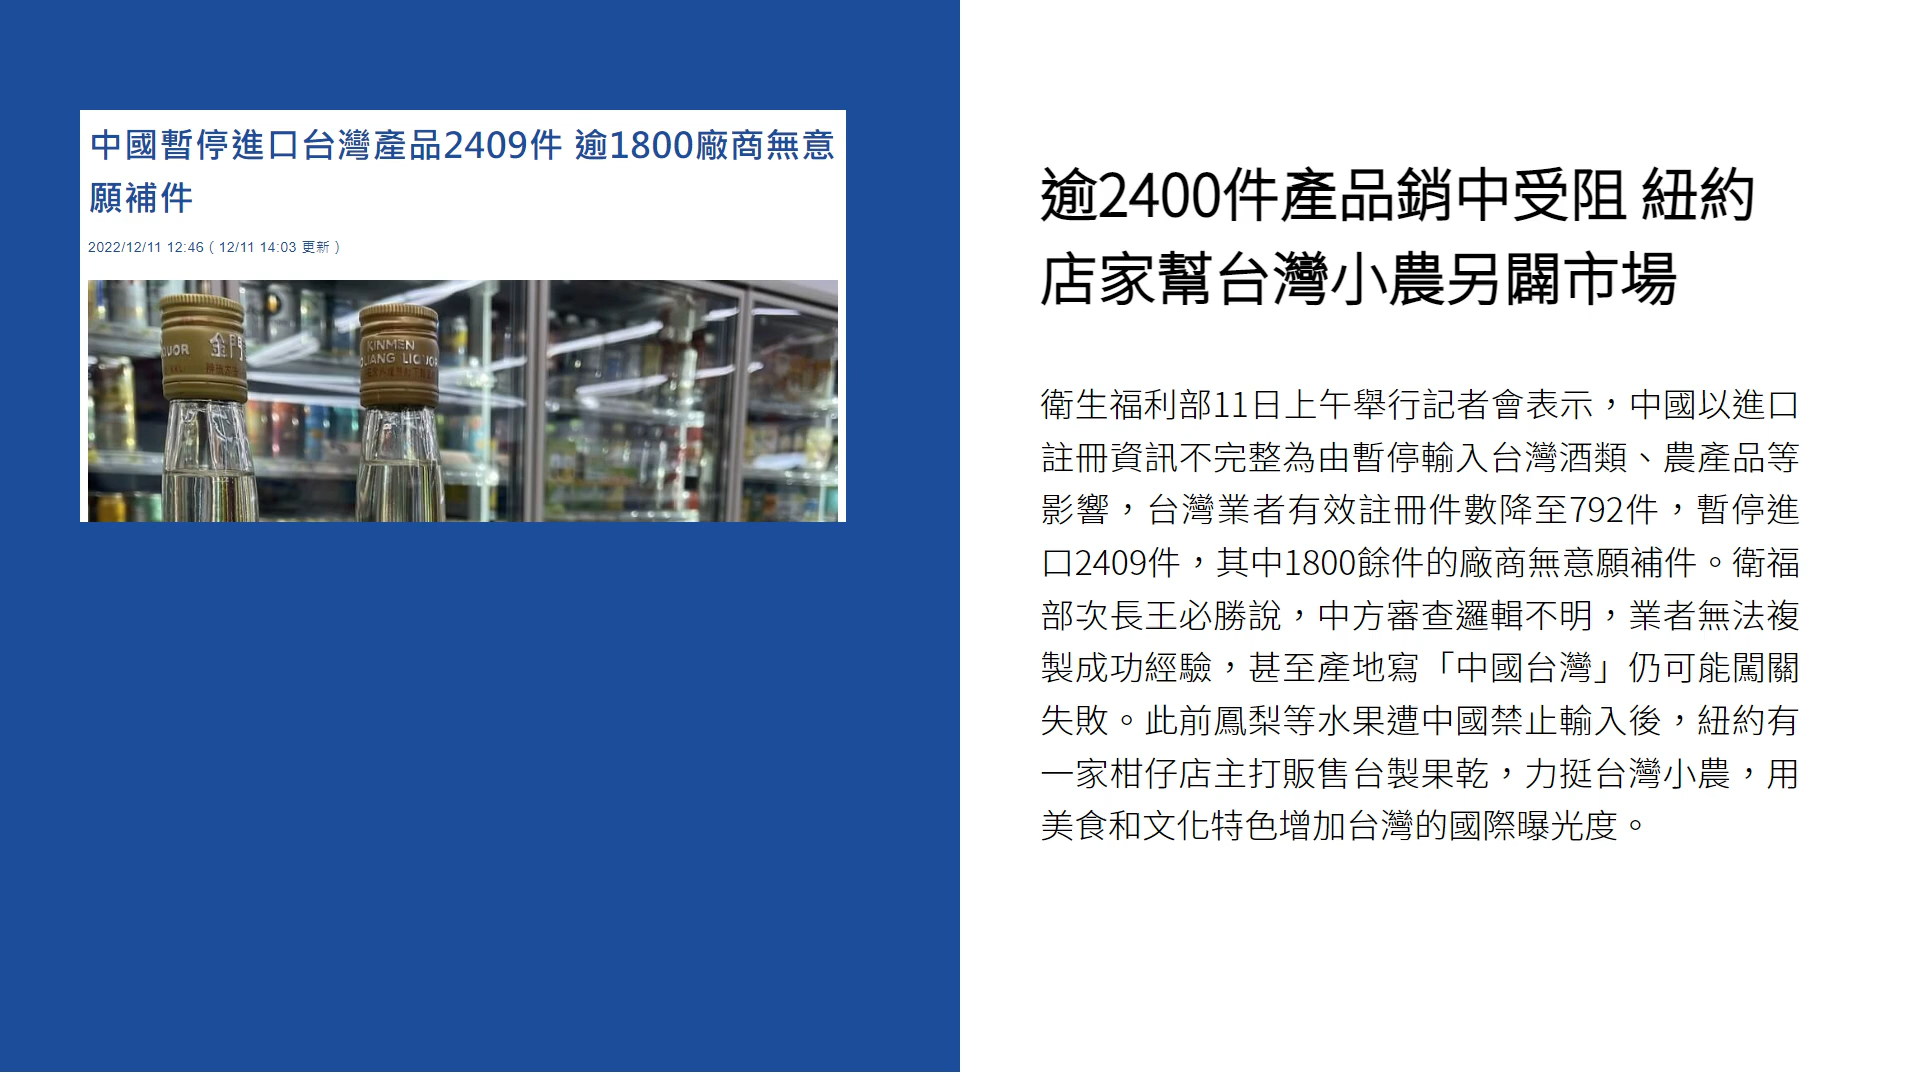 中國暫停進口台灣產品2409件 逾1800廠商無意
願補件
2022/12/11 12:46（12/11 14:03 更新）
UOR 金門
KINMEN
LIANG LIQUOR
逾2400件產品銷中受阻 紐約
店家幫台灣小農另闢市場
衛生福利部11日上午舉行記者會表示，中國以進口
註冊資訊不完整為由暫停輸入台灣酒類、農產品等
影響，台灣業者有效註冊件數降至792件，暫停進
口2409件，其中1800餘件的廠商無意願補件。衛福
部次長王必勝說，中方審查邏輯不明，業者無法複
製成功經驗，甚至產地寫「中國台灣」仍可能闖關
失敗。此前鳳梨等水果遭中國禁止輸入後，紐約有
一家柑仔店主打販售台製果乾，力挺台灣小農，用
美食和文化特色增加台灣的國際曝光度。